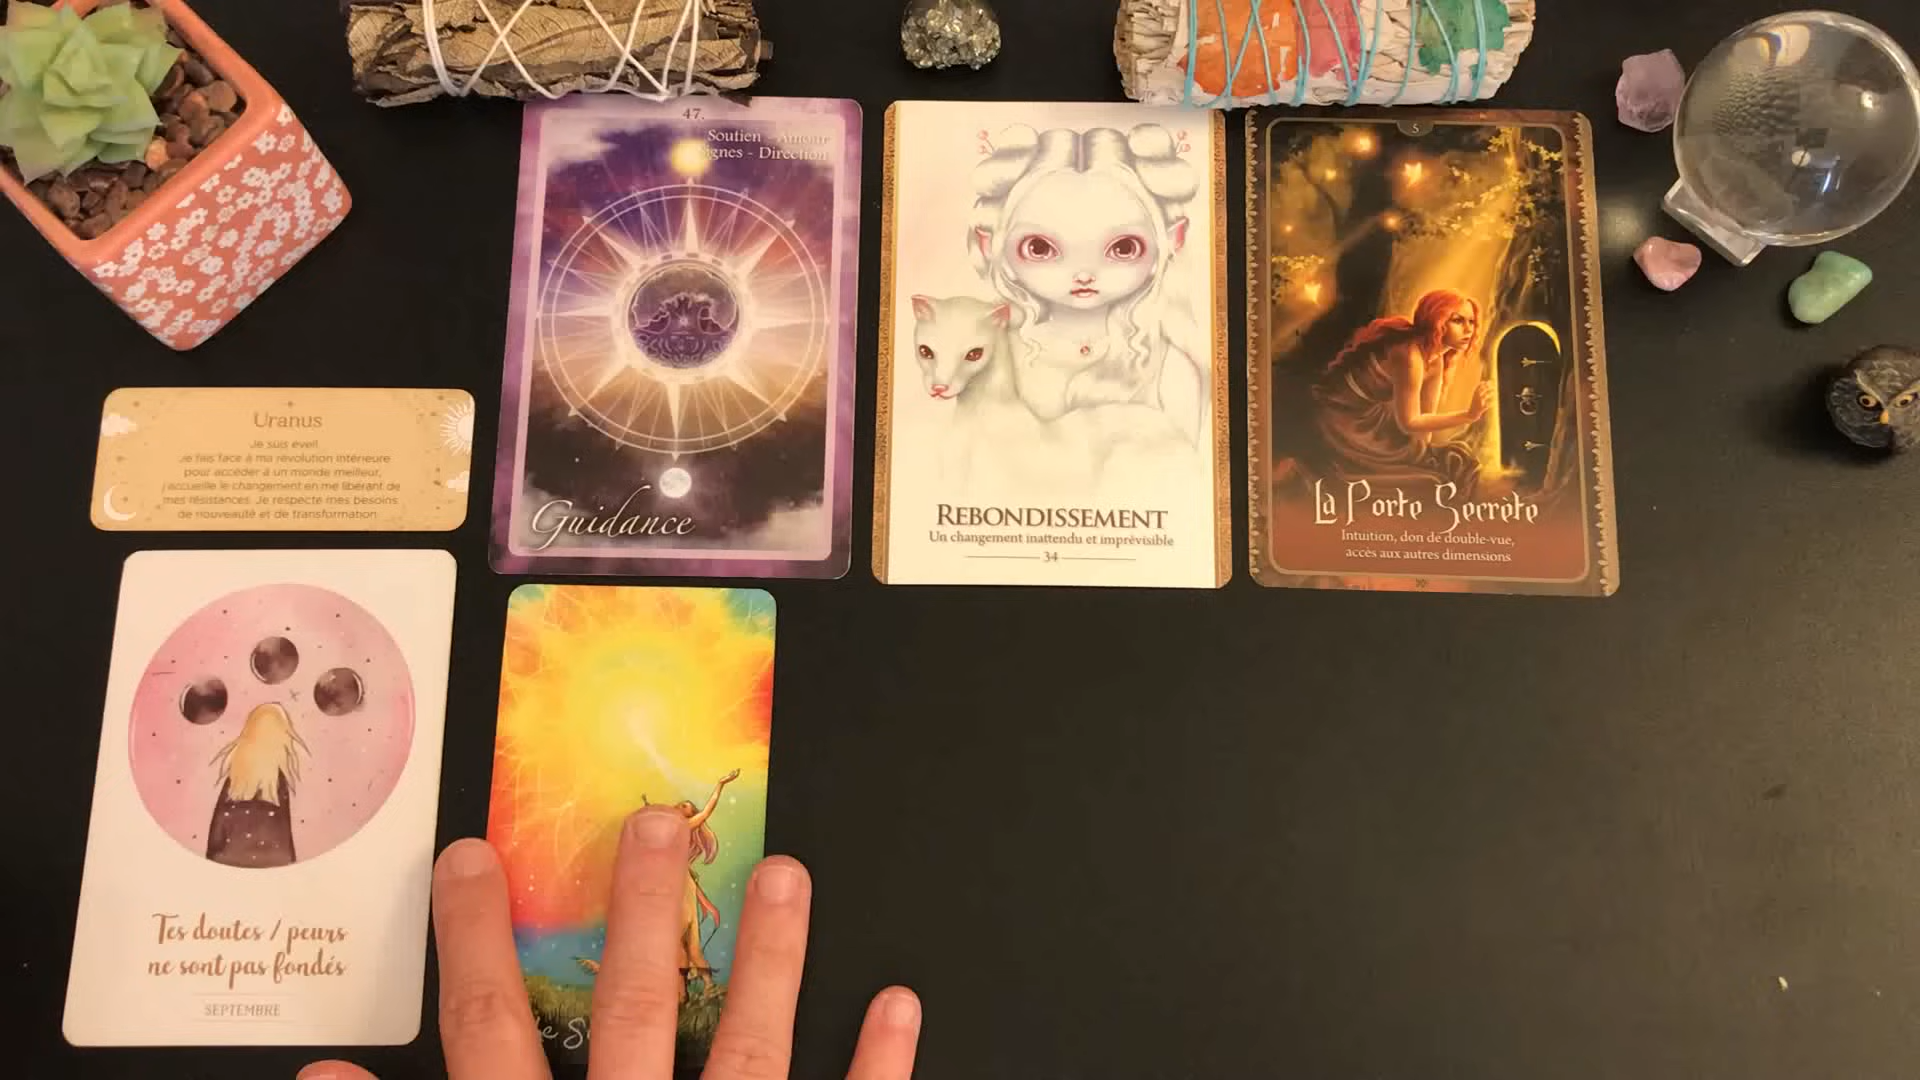 47.
Soutien - Amour
Signes - Direction
Guidance
REBONDISSEMENT
Un changement inattendu et imprévisible
34
5
La Porte Secrète
Intuition, don de double-vue,
accès aux autres dimensions
Uranus
Je suis éveil.
Je fais face à ma révolution intérieure
pour accéder à un monde meilleur,
j'accueille le changement en me libérant de
mes résistances. Je respecte mes besoins
de nouveauté et de transformation.
Tes doutes / peurs
ne sont pas fondés
SEPTEMBRE